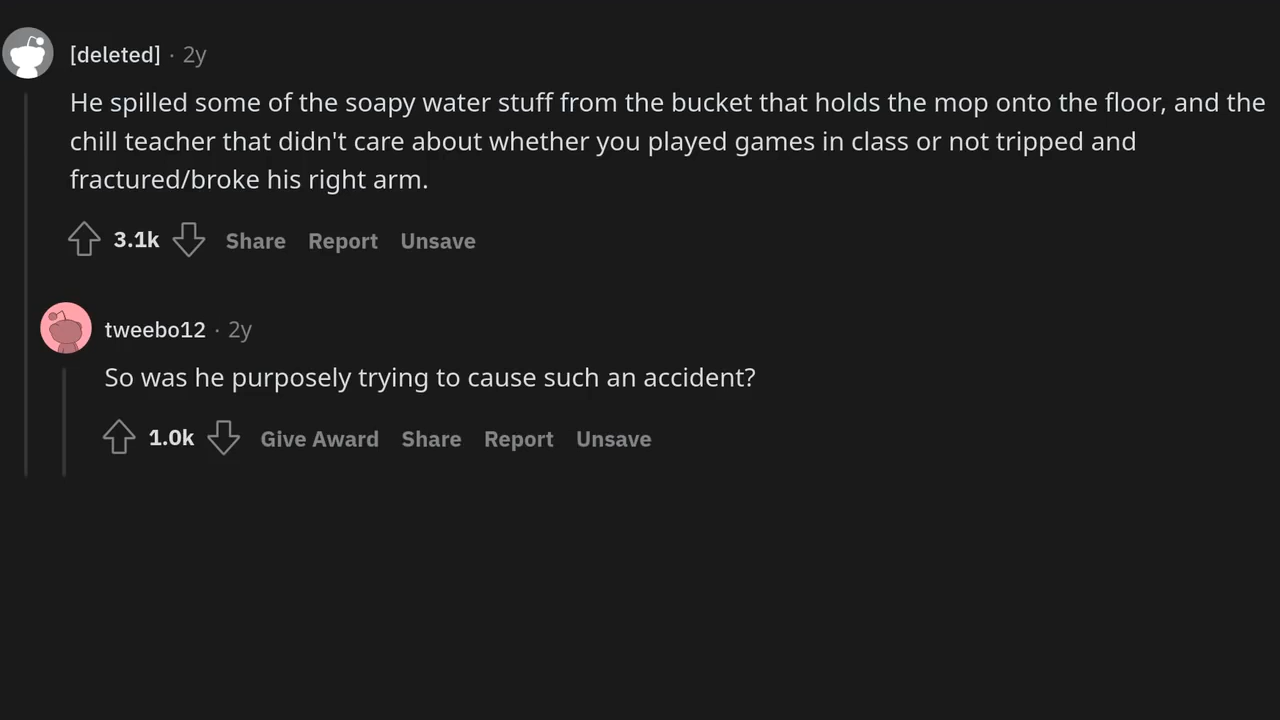 [deleted] · 2y
He spilled some of the soapy water stuff from the bucket that holds the mop onto the floor, and the
chill teacher that didn't care about whether you played games in class or not tripped and
fractured/broke his right arm.
3.1k Share Report Unsave
tweebo12 · 2y
So was he purposely trying to cause such an accident?
1.0k Give Award Share Report Unsave